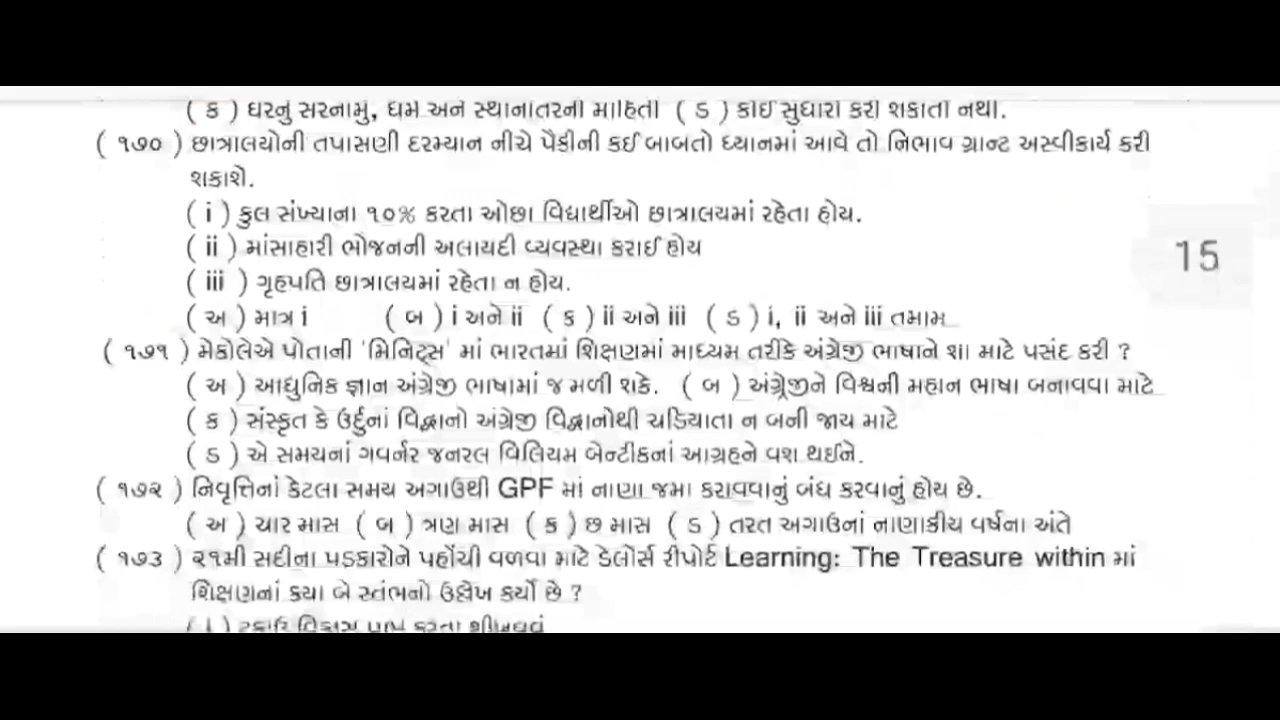 ( ક ) ઘરનું સરનામું, ધર્મ અને સ્થાનાંતરની માહિતી ( ડ ) કોઈ સુધારા કરી શકાતા નથી.
( ૧૭૦ ) છાત્રાલયોની તપાસણી દરમ્યાન નીચે પૈકીની કઈ બાબતો ધ્યાનમાં આવે તો નિભાવ ગ્રાન્ટ અસ્વીકાર્ય કરી
શકાશે.
( i ) કુલ સંખ્યાના ૧૦% કરતા ઓછા વિદ્યાર્થીઓ છાત્રાલયમાં રહેતા હોય.
( ii ) માંસાહારી ભોજનની અલાયદી વ્યવસ્થા કરાઈ હોય
15
( iii ) ગૃહપતિ છાત્રાલયમાં રહેતા ન હોય.
( અ ) માત્ર i ( બ ) i અને ii ( ક ) ii અને iii ( ડ ) i, ii અને iii તમામ
( ૧૭૧ ) મેકોલેએ પોતાની 'મિનિટ્સ' માં ભારતમાં શિક્ષણમાં માધ્યમ તરીકે અંગ્રેજી ભાષાને શા માટે પસંદ કરી ?
( અ ) આધુનિક જ્ઞાન અંગ્રેજી ભાષામાં જ મળી શકે. ( બ ) અંગ્રેજીને વિશ્વની મહાન ભાષા બનાવવા માટે
( ક ) સંસ્કૃત કે ઉર્દુનાં વિદ્વાનો અંગ્રેજી વિદ્વાનોથી ચડિયાતા ન બની જાય માટે
( ડ ) એ સમયનાં ગવર્નર જનરલ વિલિયમ બેન્ટીકનાં આગ્રહને વશ થઈને.
( ૧૭૨ ) નિવૃત્તિનાં કેટલા સમય અગાઉથી GPF માં નાણા જમા કરાવવાનું બંધ કરવાનું હોય છે.
( અ ) ચાર માસ ( બ ) ત્રણ માસ ( ક ) છ માસ ( ડ ) તરત અગાઉનાં નાણાકીય વર્ષના અંતે
( ૧૭૩ ) ૨૧મી સદીના પડકારોને પહોંચી વળવા માટે ડેલોર્સ રીપોર્ટ Learning: The Treasure within માં
શિક્ષણનાં કયા બે સ્તંભનો ઉલ્લેખ કર્યો છે ?